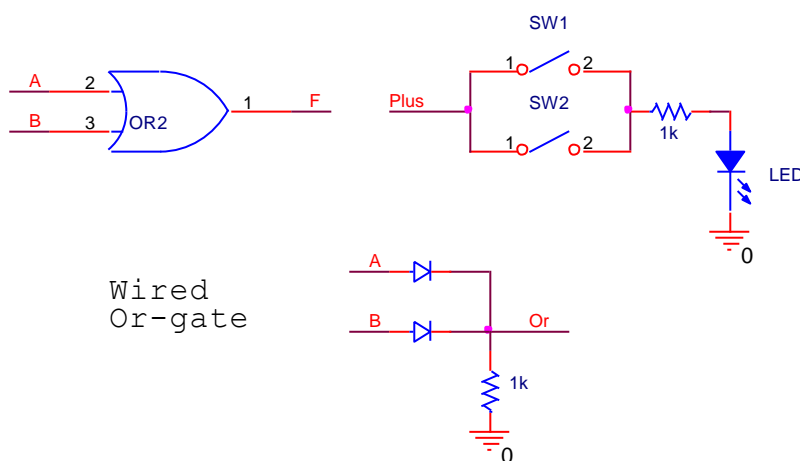 SW1
A 2
1
F
B 3
OR2
Plus
1 2
SW2
1 2
1k
LED
0
Wired
Or-gate
A
B
Or
1k
0